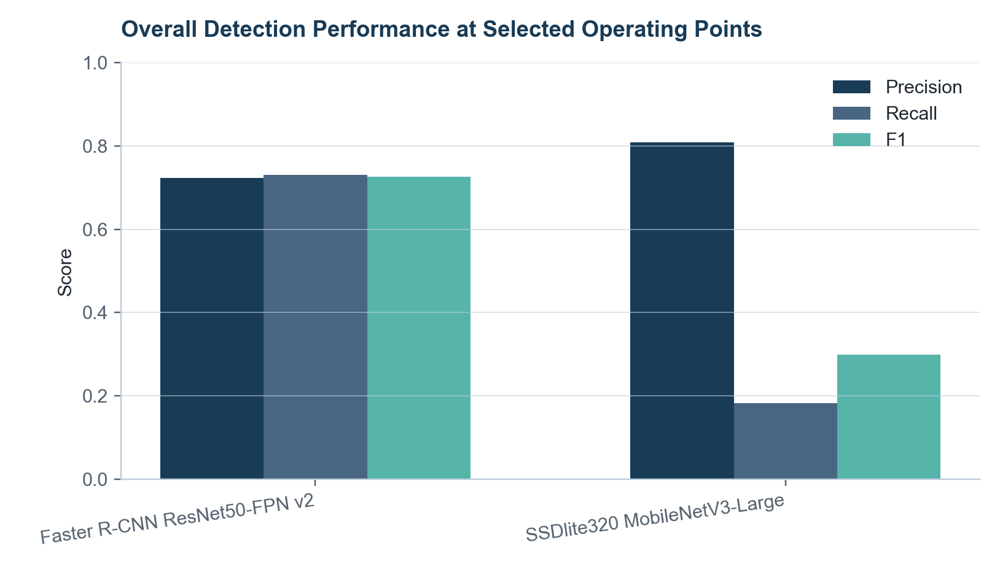 Overall Detection Performance at Selected Operating Points
1.0
0.8
0.6
0.4
0.2
0.0
Score
Precision
Recall
F1
Faster R-CNN ResNet50-FPN v2
SSDlite320 MobileNetV3-Large